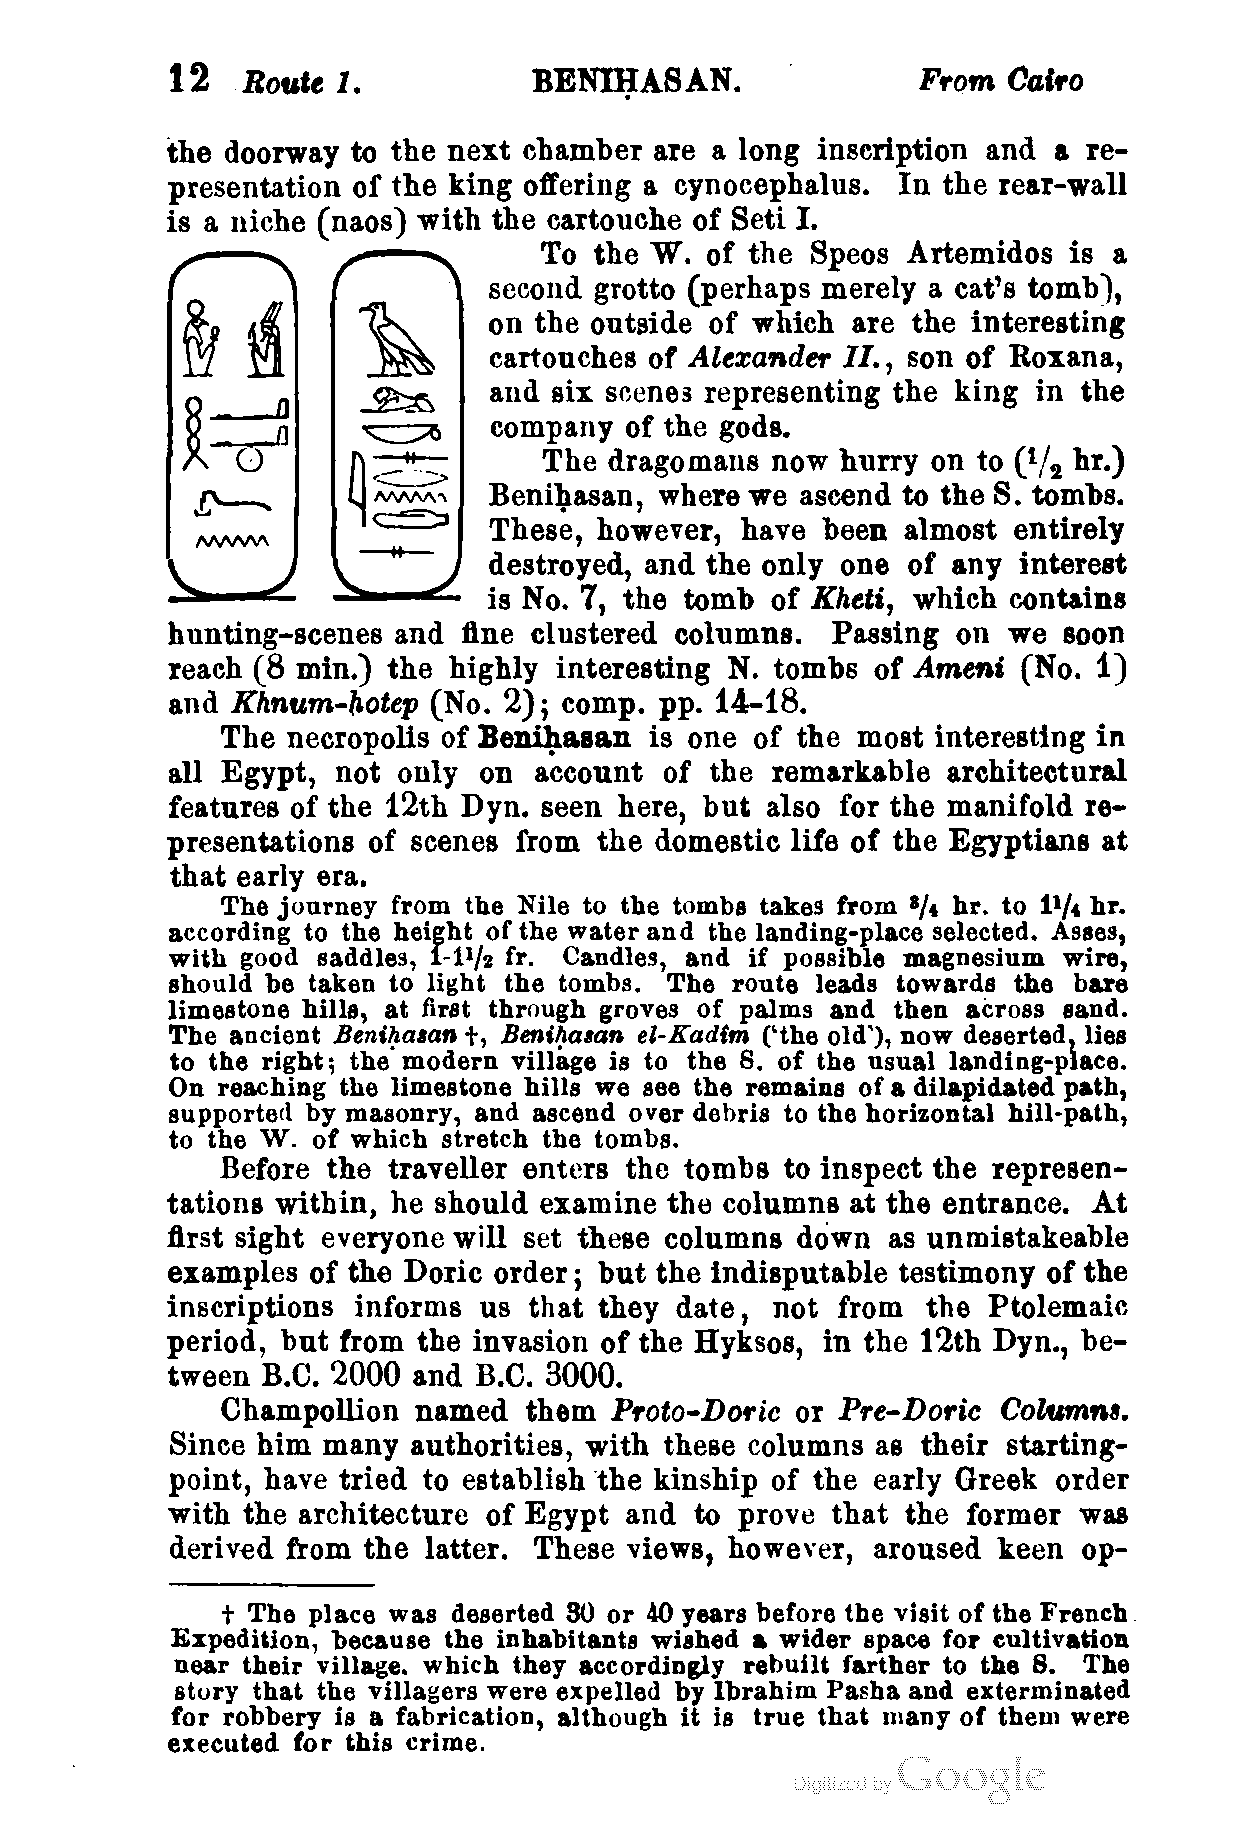 12 Route 1. BENIḤASAN. From Cairo
the doorway to the next chamber are a long inscription and a re-
presentation of the king offering a cynocephalus. In the rear-wall
is a niche (naos) with the cartouche of Seti I.
To the W. of the Speos Artemidos is a
second grotto (perhaps merely a cat's tomb),
on the outside of which are the interesting
cartouches of Alexander II., son of Roxana,
and six scenes representing the king in the
company of the gods.
The dragomans now hurry on to (1/2 hr.)
Beniḥasan, where we ascend to the S. tombs.
These, however, have been almost entirely
destroyed, and the only one of any interest
is No. 7, the tomb of Kheti, which contains
hunting-scenes and fine clustered columns. Passing on we soon
reach (8 min.) the highly interesting N. tombs of Ameni (No. 1)
and Khnum-ḥotep (No. 2); comp. pp. 14-18.
The necropolis of Beniḥasan is one of the most interesting in
all Egypt, not only on account of the remarkable architectural
features of the 12th Dyn. seen here, but also for the manifold re-
presentations of scenes from the domestic life of the Egyptians at
that early era.
The journey from the Nile to the tombs takes from 3/4 hr. to 1 1/4 hr.
according to the height of the water and the landing-place selected. Asses,
with good saddles, 1-1 1/2 fr. Candles, and if possible magnesium wire,
should be taken to light the tombs. The route leads towards the bare
limestone hills, at first through groves of palms and then across sand.
The ancient Beniḥasan †, Beniḥasan el-Kadîm ('the old'), now deserted, lies
to the right; the modern village is to the S. of the usual landing-place.
On reaching the limestone hills we see the remains of a dilapidated path,
supported by masonry, and ascend over debris to the horizontal hill-path,
to the W. of which stretch the tombs.
Before the traveller enters the tombs to inspect the represen-
tations within, he should examine the columns at the entrance. At
first sight everyone will set these columns down as unmistakeable
examples of the Doric order; but the indisputable testimony of the
inscriptions informs us that they date, not from the Ptolemaic
period, but from the invasion of the Hyksos, in the 12th Dyn., be-
tween B.C. 2000 and B.C. 3000.
Champollion named them Proto-Doric or Pre-Doric Columns.
Since him many authorities, with these columns as their starting-
point, have tried to establish the kinship of the early Greek order
with the architecture of Egypt and to prove that the former was
derived from the latter. These views, however, aroused keen op-
† The place was deserted 30 or 40 years before the visit of the French
Expedition, because the inhabitants wished a wider space for cultivation
near their village. which they accordingly rebuilt farther to the S. The
story that the villagers were expelled by Ibrahim Pasha and exterminated
for robbery is a fabrication, although it is true that many of them were
executed for this crime.
Digitized by Google